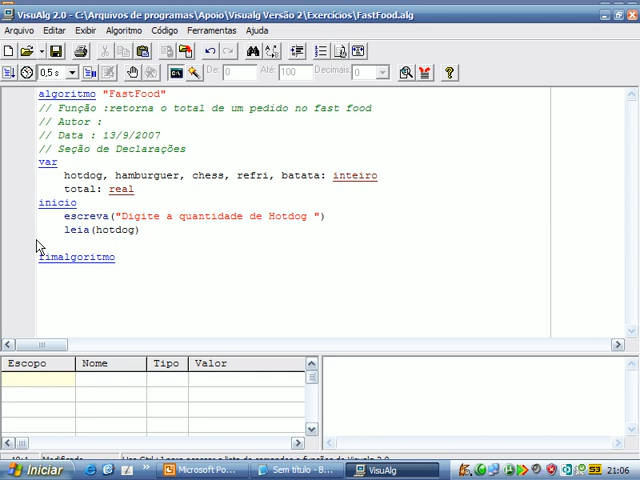 VisuAlg 2.0 - C:\Arquivos de programas\Apoio\Visualg Versão 2\Exercícios\FastFood.alg
Arquivo Editar Exibir Algoritmo Código Ferramentas Ajuda
0,5 s De: 0 Até: 100 Decimais: 0
algoritmo "FastFood"
// Função :retorna o total de um pedido no fast food
// Autor :
// Data : 13/9/2007
// Seção de Declarações
var
hotdog, hamburguer, chess, refri, batata: inteiro
total: real
inicio
escreva("Digite a quantidade de Hotdog ")
leia(hotdog)
fimalgoritmo
Escopo Nome Tipo Valor
Iniciar Microsoft Po... Sem título - B... VisuAlg 21:06